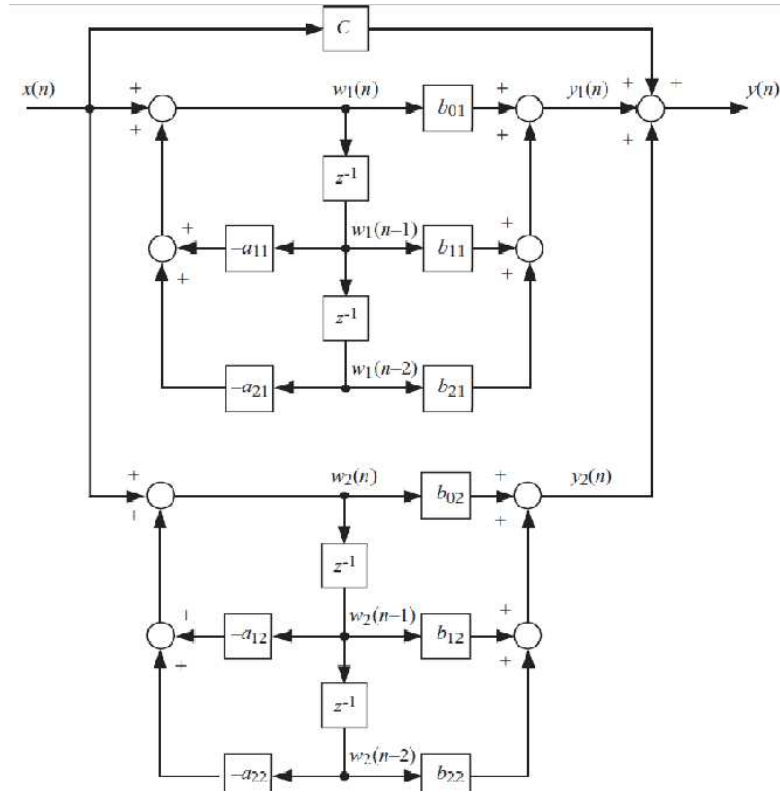 C
x(n) + w₁(n) b₀₁ + y₁(n) + + y(n)
+ + +
z⁻¹
+ -a₁₁ w₁(n–1) b₁₁ +
+ +
z⁻¹
-a₂₁ w₁(n–2) b₂₁
+ w₂(n) b₀₂ + y₂(n)
+ +
z⁻¹
+ -a₁₂ w₂(n–1) b₁₂ +
+ +
z⁻¹
-a₂₂ w₂(n–2) b₂₂